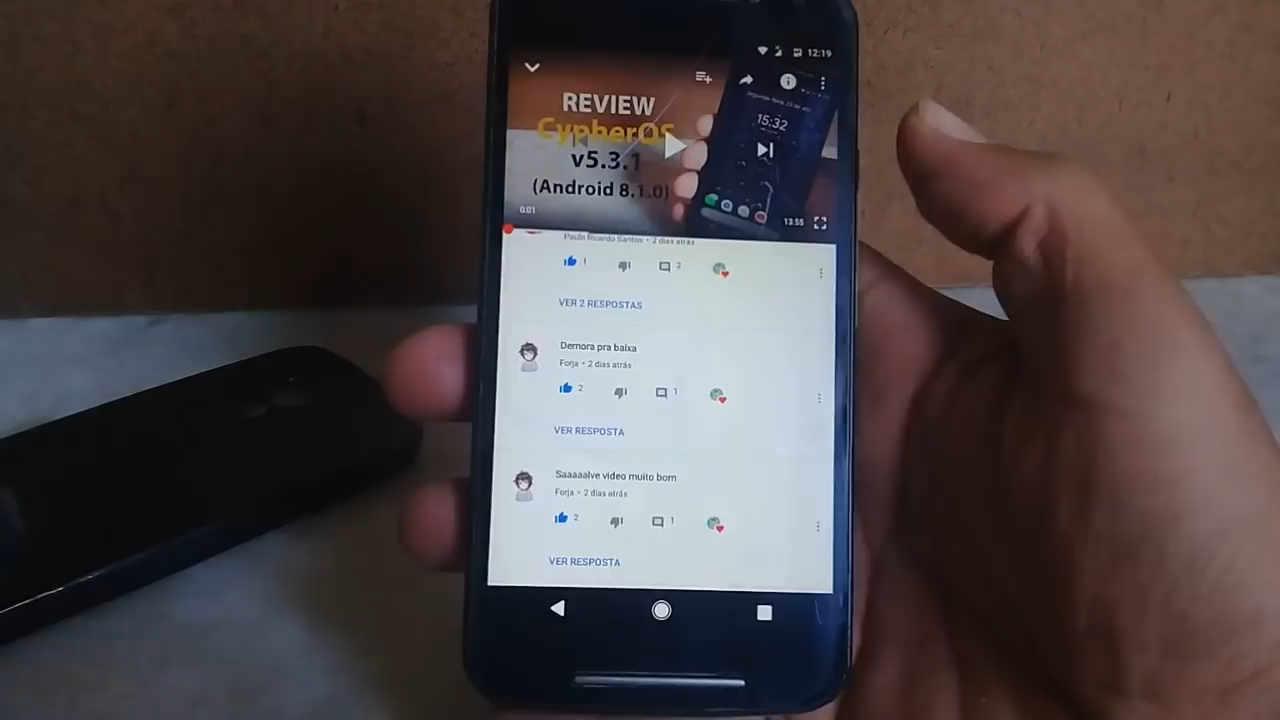 12:19
REVIEW
CypherOS
v5.3.1
(Android 8.1.0)
15:32
0:01
13:55
Paulo Ricardo Santos • 2 dias atrás
1
2
VER 2 RESPOSTAS
Demora pra baixa
Forja • 2 dias atrás
2
1
VER RESPOSTA
Saaaaalve video muito bom
Forja • 2 dias atrás
2
1
VER RESPOSTA